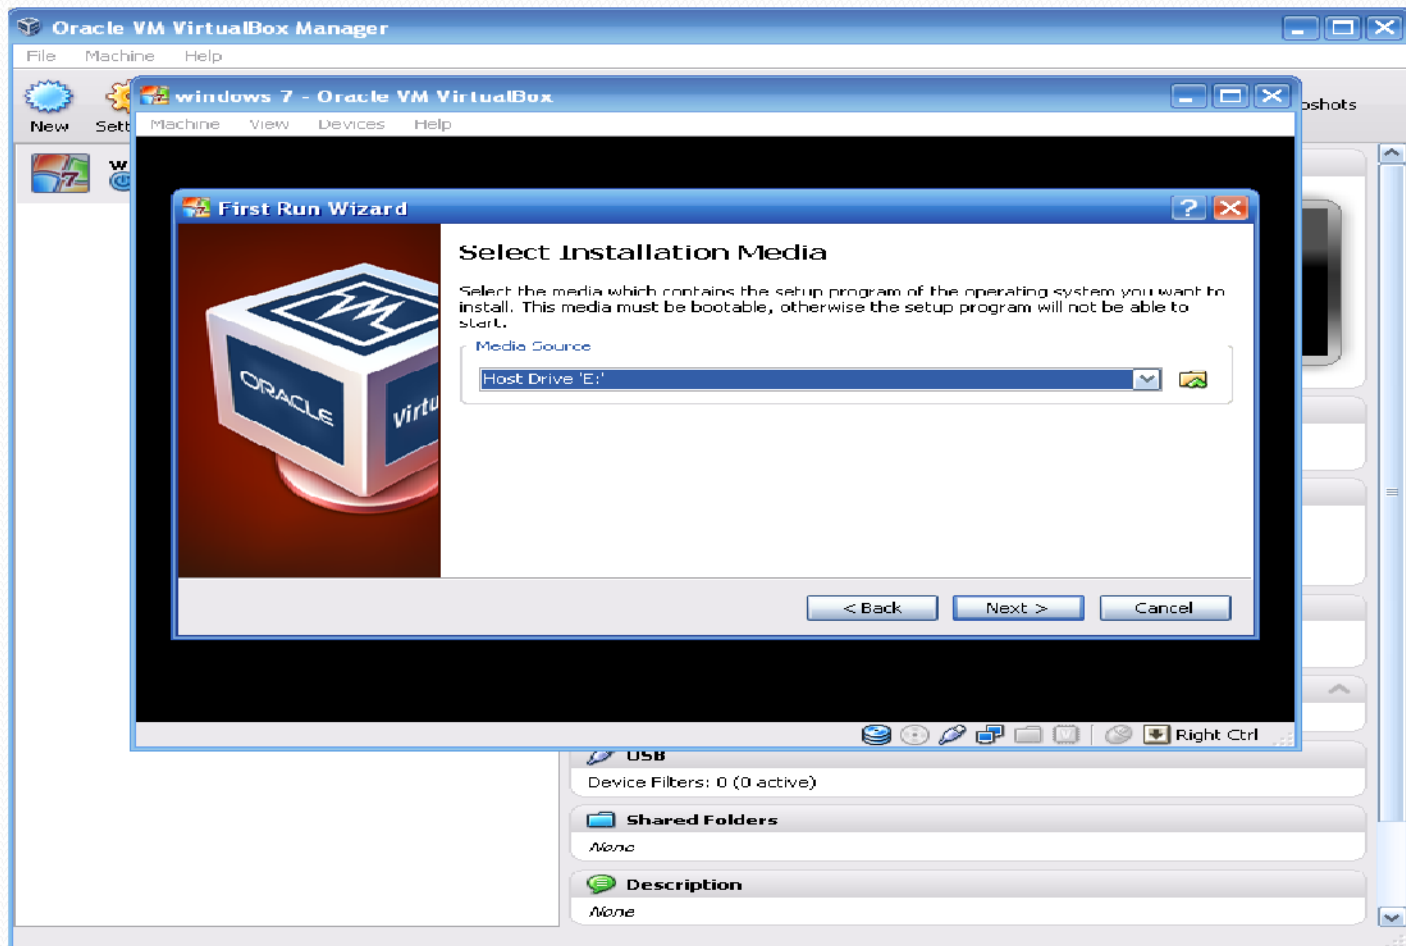 Oracle VM VirtualBox Manager
File Machine Help
New
windows 7 - Oracle VM VirtualBox
Machine View Devices Help
First Run Wizard
Select Installation Media
Select the media which contains the setup program of the operating system you want to
install. This media must be bootable, otherwise the setup program will not be able to
start.
Media Source
Host Drive 'E:'
ORACLE
< Back Next > Cancel
Right Ctrl
USB
Device Filters: 0 (0 active)
Shared Folders
None
Description
None